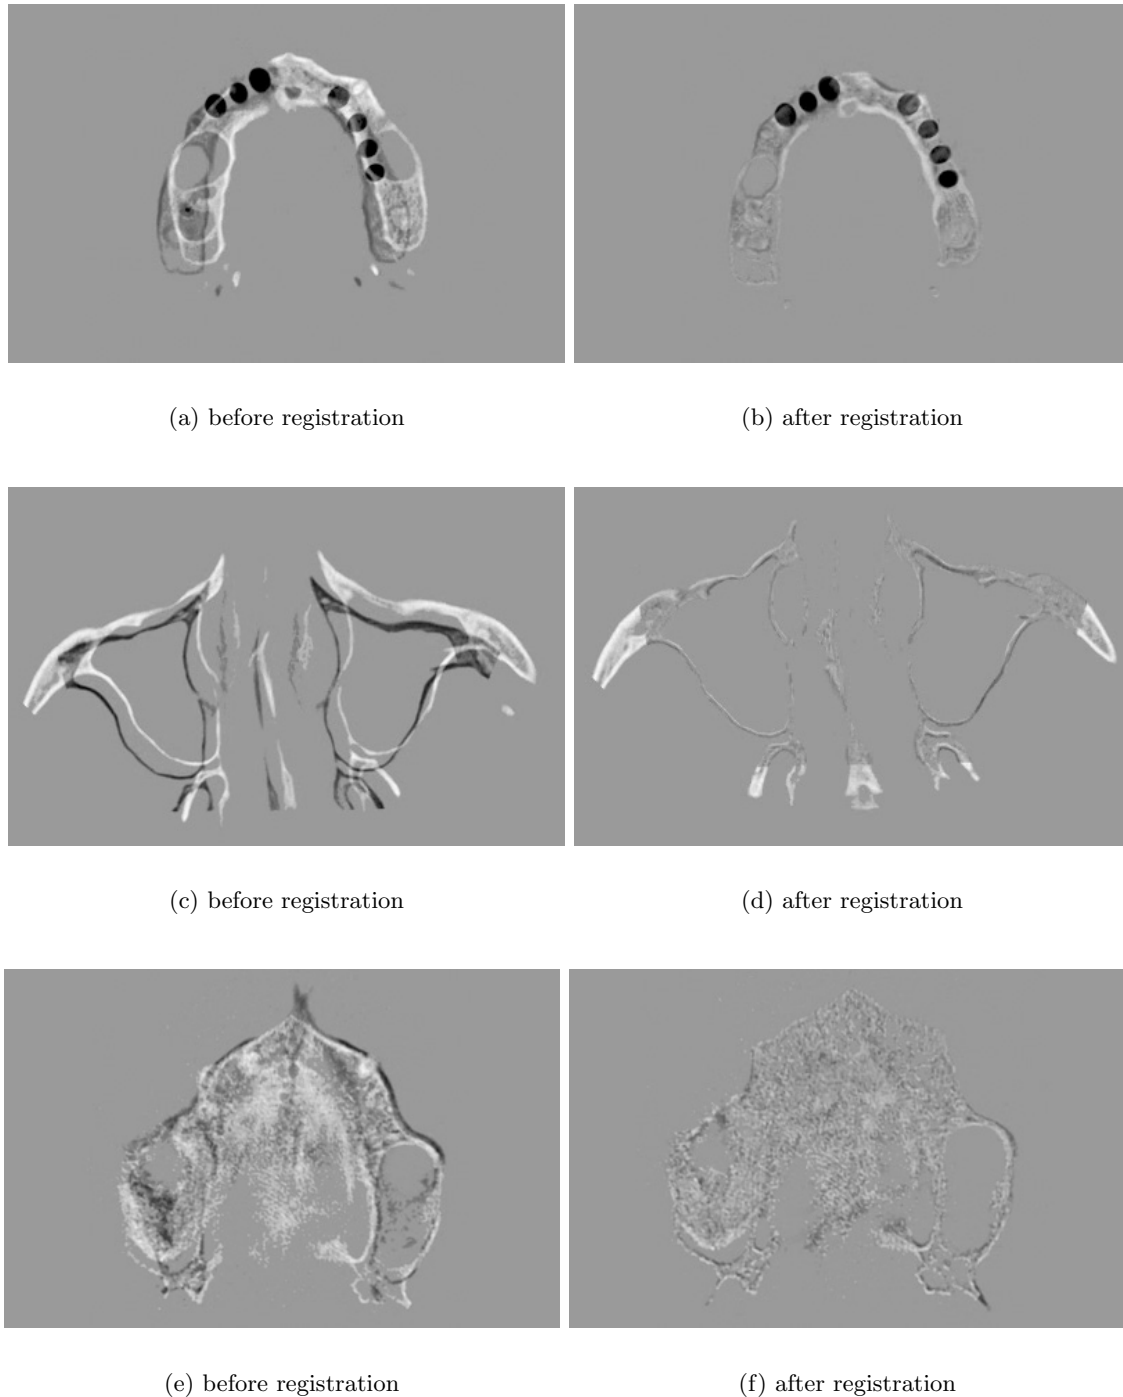 (a) before registration
(b) after registration
(c) before registration
(d) after registration
(e) before registration
(f) after registration